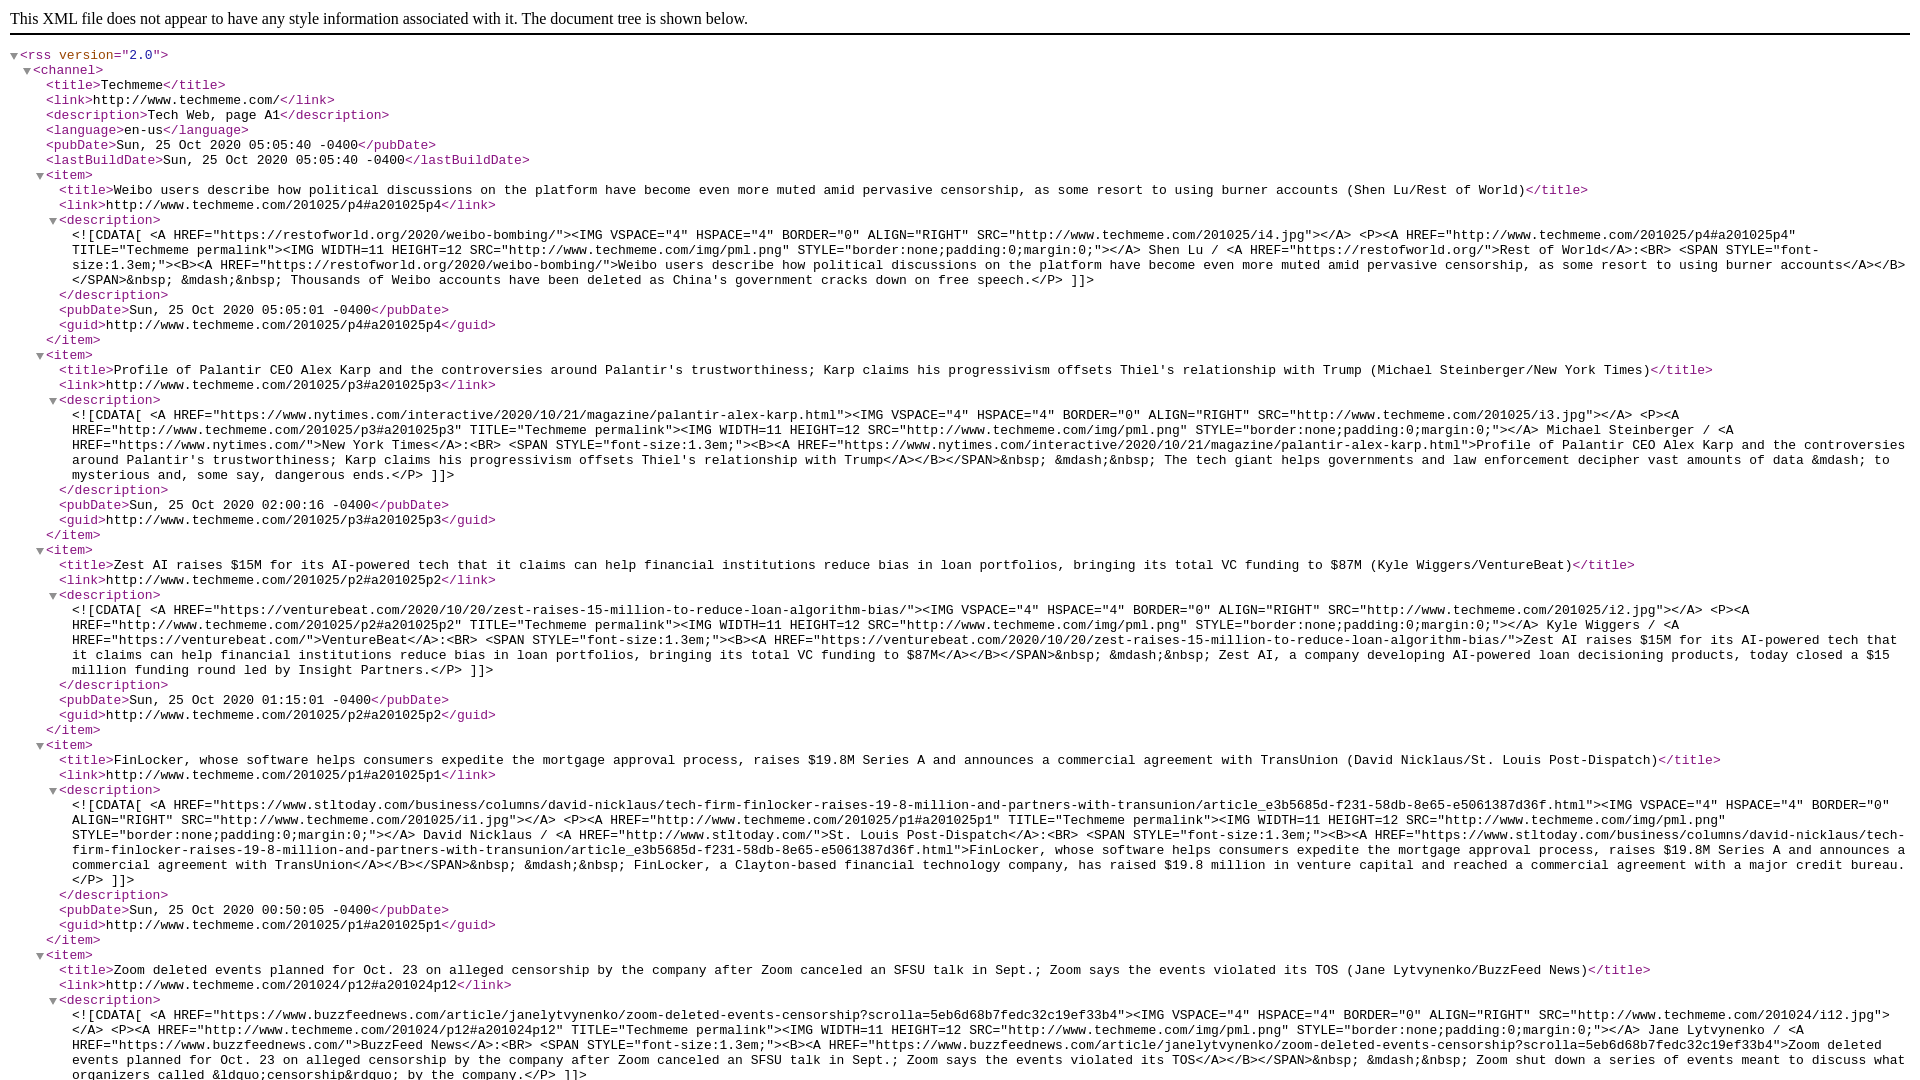 This XML file does not appear to have any style information associated with it. The document tree is shown below.
<rss version="2.0">
<channel>
<title>Techmeme</title>
<link>http://www.techmeme.com/</link>
<description>Tech Web, page A1</description>
<language>en-us</language>
<pubDate>Sun, 25 Oct 2020 05:05:40 -0400</pubDate>
<lastBuildDate>Sun, 25 Oct 2020 05:05:40 -0400</lastBuildDate>
<item>
<title>Weibo users describe how political discussions on the platform have become even more muted amid pervasive censorship, as some resort to using burner accounts (Shen Lu/Rest of World)</title>
<link>http://www.techmeme.com/201025/p4#a201025p4</link>
<description>
<![CDATA[ <A HREF="https://restofworld.org/2020/weibo-bombing/"><IMG VSPACE="4" HSPACE="4" BORDER="0" ALIGN="RIGHT" SRC="http://www.techmeme.com/201025/i4.jpg"></A> <P><A HREF="http://www.techmeme.com/201025/p4#a201025p4"
TITLE="Techmeme permalink"><IMG WIDTH=11 HEIGHT=12 SRC="http://www.techmeme.com/img/pml.png" STYLE="border:none;padding:0;margin:0;"></A> Shen Lu / <A HREF="https://restofworld.org/">Rest of World</A>:<BR> <SPAN STYLE="font-
size:1.3em;"><B><A HREF="https://restofworld.org/2020/weibo-bombing/">Weibo users describe how political discussions on the platform have become even more muted amid pervasive censorship, as some resort to using burner accounts</A></B>
</SPAN>&nbsp; &mdash;&nbsp; Thousands of Weibo accounts have been deleted as China's government cracks down on free speech.</P> ]]>
</description>
<pubDate>Sun, 25 Oct 2020 05:05:01 -0400</pubDate>
<guid>http://www.techmeme.com/201025/p4#a201025p4</guid>
</item>
<item>
<title>Profile of Palantir CEO Alex Karp and the controversies around Palantir's trustworthiness; Karp claims his progressivism offsets Thiel's relationship with Trump (Michael Steinberger/New York Times)</title>
<link>http://www.techmeme.com/201025/p3#a201025p3</link>
<description>
<![CDATA[ <A HREF="https://www.nytimes.com/interactive/2020/10/21/magazine/palantir-alex-karp.html"><IMG VSPACE="4" HSPACE="4" BORDER="0" ALIGN="RIGHT" SRC="http://www.techmeme.com/201025/i3.jpg"></A> <P><A
HREF="http://www.techmeme.com/201025/p3#a201025p3" TITLE="Techmeme permalink"><IMG WIDTH=11 HEIGHT=12 SRC="http://www.techmeme.com/img/pml.png" STYLE="border:none;padding:0;margin:0;"></A> Michael Steinberger / <A
HREF="https://www.nytimes.com/">New York Times</A>:<BR> <SPAN STYLE="font-size:1.3em;"><B><A HREF="https://www.nytimes.com/interactive/2020/10/21/magazine/palantir-alex-karp.html">Profile of Palantir CEO Alex Karp and the controversies
around Palantir's trustworthiness; Karp claims his progressivism offsets Thiel's relationship with Trump</A></B></SPAN>&nbsp; &mdash;&nbsp; The tech giant helps governments and law enforcement decipher vast amounts of data &mdash; to
mysterious and, some say, dangerous ends.</P> ]]>
</description>
<pubDate>Sun, 25 Oct 2020 02:00:16 -0400</pubDate>
<guid>http://www.techmeme.com/201025/p3#a201025p3</guid>
</item>
<item>
<title>Zest AI raises $15M for its AI-powered tech that it claims can help financial institutions reduce bias in loan portfolios, bringing its total VC funding to $87M (Kyle Wiggers/VentureBeat)</title>
<link>http://www.techmeme.com/201025/p2#a201025p2</link>
<description>
<![CDATA[ <A HREF="https://venturebeat.com/2020/10/20/zest-raises-15-million-to-reduce-loan-algorithm-bias/"><IMG VSPACE="4" HSPACE="4" BORDER="0" ALIGN="RIGHT" SRC="http://www.techmeme.com/201025/i2.jpg"></A> <P><A
HREF="http://www.techmeme.com/201025/p2#a201025p2" TITLE="Techmeme permalink"><IMG WIDTH=11 HEIGHT=12 SRC="http://www.techmeme.com/img/pml.png" STYLE="border:none;padding:0;margin:0;"></A> Kyle Wiggers / <A
HREF="https://venturebeat.com/">VentureBeat</A>:<BR> <SPAN STYLE="font-size:1.3em;"><B><A HREF="https://venturebeat.com/2020/10/20/zest-raises-15-million-to-reduce-loan-algorithm-bias/">Zest AI raises $15M for its AI-powered tech that
it claims can help financial institutions reduce bias in loan portfolios, bringing its total VC funding to $87M</A></B></SPAN>&nbsp; &mdash;&nbsp; Zest AI, a company developing AI-powered loan decisioning products, today closed a $15
million funding round led by Insight Partners.</P> ]]>
</description>
<pubDate>Sun, 25 Oct 2020 01:15:01 -0400</pubDate>
<guid>http://www.techmeme.com/201025/p2#a201025p2</guid>
</item>
<item>
<title>FinLocker, whose software helps consumers expedite the mortgage approval process, raises $19.8M Series A and announces a commercial agreement with TransUnion (David Nicklaus/St. Louis Post-Dispatch)</title>
<link>http://www.techmeme.com/201025/p1#a201025p1</link>
<description>
<![CDATA[ <A HREF="https://www.stltoday.com/business/columns/david-nicklaus/tech-firm-finlocker-raises-19-8-million-and-partners-with-transunion/article_e3b5685d-f231-58db-8e65-e5061387d36f.html"><IMG VSPACE="4" HSPACE="4" BORDER="0"
ALIGN="RIGHT" SRC="http://www.techmeme.com/201025/i1.jpg"></A> <P><A HREF="http://www.techmeme.com/201025/p1#a201025p1" TITLE="Techmeme permalink"><IMG WIDTH=11 HEIGHT=12 SRC="http://www.techmeme.com/img/pml.png"
STYLE="border:none;padding:0;margin:0;"></A> David Nicklaus / <A HREF="http://www.stltoday.com/">St. Louis Post-Dispatch</A>:<BR> <SPAN STYLE="font-size:1.3em;"><B><A HREF="https://www.stltoday.com/business/columns/david-nicklaus/tech-
firm-finlocker-raises-19-8-million-and-partners-with-transunion/article_e3b5685d-f231-58db-8e65-e5061387d36f.html">FinLocker, whose software helps consumers expedite the mortgage approval process, raises $19.8M Series A and announces a
commercial agreement with TransUnion</A></B></SPAN>&nbsp; &mdash;&nbsp; FinLocker, a Clayton-based financial technology company, has raised $19.8 million in venture capital and reached a commercial agreement with a major credit bureau.
</P> ]]>
</description>
<pubDate>Sun, 25 Oct 2020 00:50:05 -0400</pubDate>
<guid>http://www.techmeme.com/201025/p1#a201025p1</guid>
</item>
<item>
<title>Zoom deleted events planned for Oct. 23 on alleged censorship by the company after Zoom canceled an SFSU talk in Sept.; Zoom says the events violated its TOS (Jane Lytvynenko/BuzzFeed News)</title>
<link>http://www.techmeme.com/201024/p12#a201024p12</link>
<description>
<![CDATA[ <A HREF="https://www.buzzfeednews.com/article/janelytvynenko/zoom-deleted-events-censorship?scrolla=5eb6d68b7fedc32c19ef33b4"><IMG VSPACE="4" HSPACE="4" BORDER="0" ALIGN="RIGHT" SRC="http://www.techmeme.com/201024/i12.jpg">
</A> <P><A HREF="http://www.techmeme.com/201024/p12#a201024p12" TITLE="Techmeme permalink"><IMG WIDTH=11 HEIGHT=12 SRC="http://www.techmeme.com/img/pml.png" STYLE="border:none;padding:0;margin:0;"></A> Jane Lytvynenko / <A
HREF="https://www.buzzfeednews.com/">BuzzFeed News</A>:<BR> <SPAN STYLE="font-size:1.3em;"><B><A HREF="https://www.buzzfeednews.com/article/janelytvynenko/zoom-deleted-events-censorship?scrolla=5eb6d68b7fedc32c19ef33b4">Zoom deleted
events planned for Oct. 23 on alleged censorship by the company after Zoom canceled an SFSU talk in Sept.; Zoom says the events violated its TOS</A></B></SPAN>&nbsp; &mdash;&nbsp; Zoom shut down a series of events meant to discuss what
organizers called &ldquo;censorship&rdquo; by the company.</P> ]]>